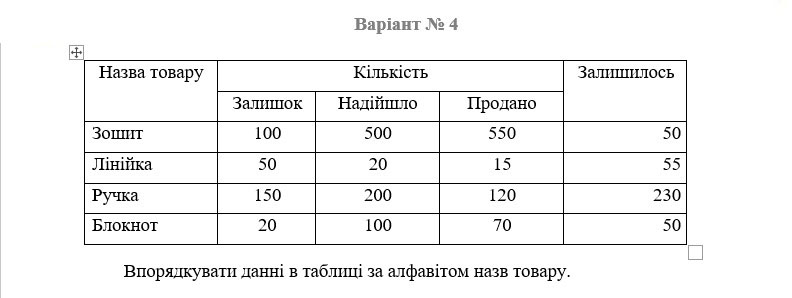 Варіант № 4
Назва товару Кількість Залишилось
Залишок Надійшло Продано
Зошит 100 500 550 50
Лінійка 50 20 15 55
Ручка 150 200 120 230
Блокнот 20 100 70 50
Впорядкувати данні в таблиці за алфавітом назв товару.